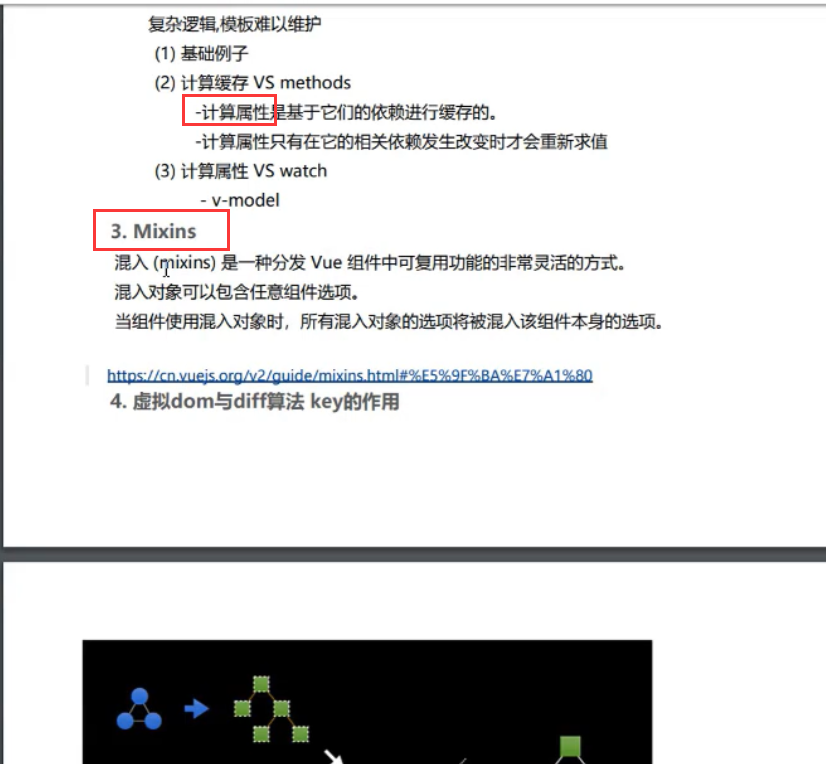 复杂逻辑,模板难以维护
(1) 基础例子
(2) 计算缓存 VS methods
-计算属性是基于它们的依赖进行缓存的。
-计算属性只有在它的相关依赖发生改变时才会重新求值
(3) 计算属性 VS watch
- v-model
3. Mixins
混入 (mixins) 是一种分发 Vue 组件中可复用功能的非常灵活的方式。
混入对象可以包含任意组件选项。
当组件使用混入对象时，所有混入对象的选项将被混入该组件本身的选项。
https://cn.vuejs.org/v2/guide/mixins.html#%E5%9F%BA%E7%A1%80
4. 虚拟dom与diff算法 key的作用